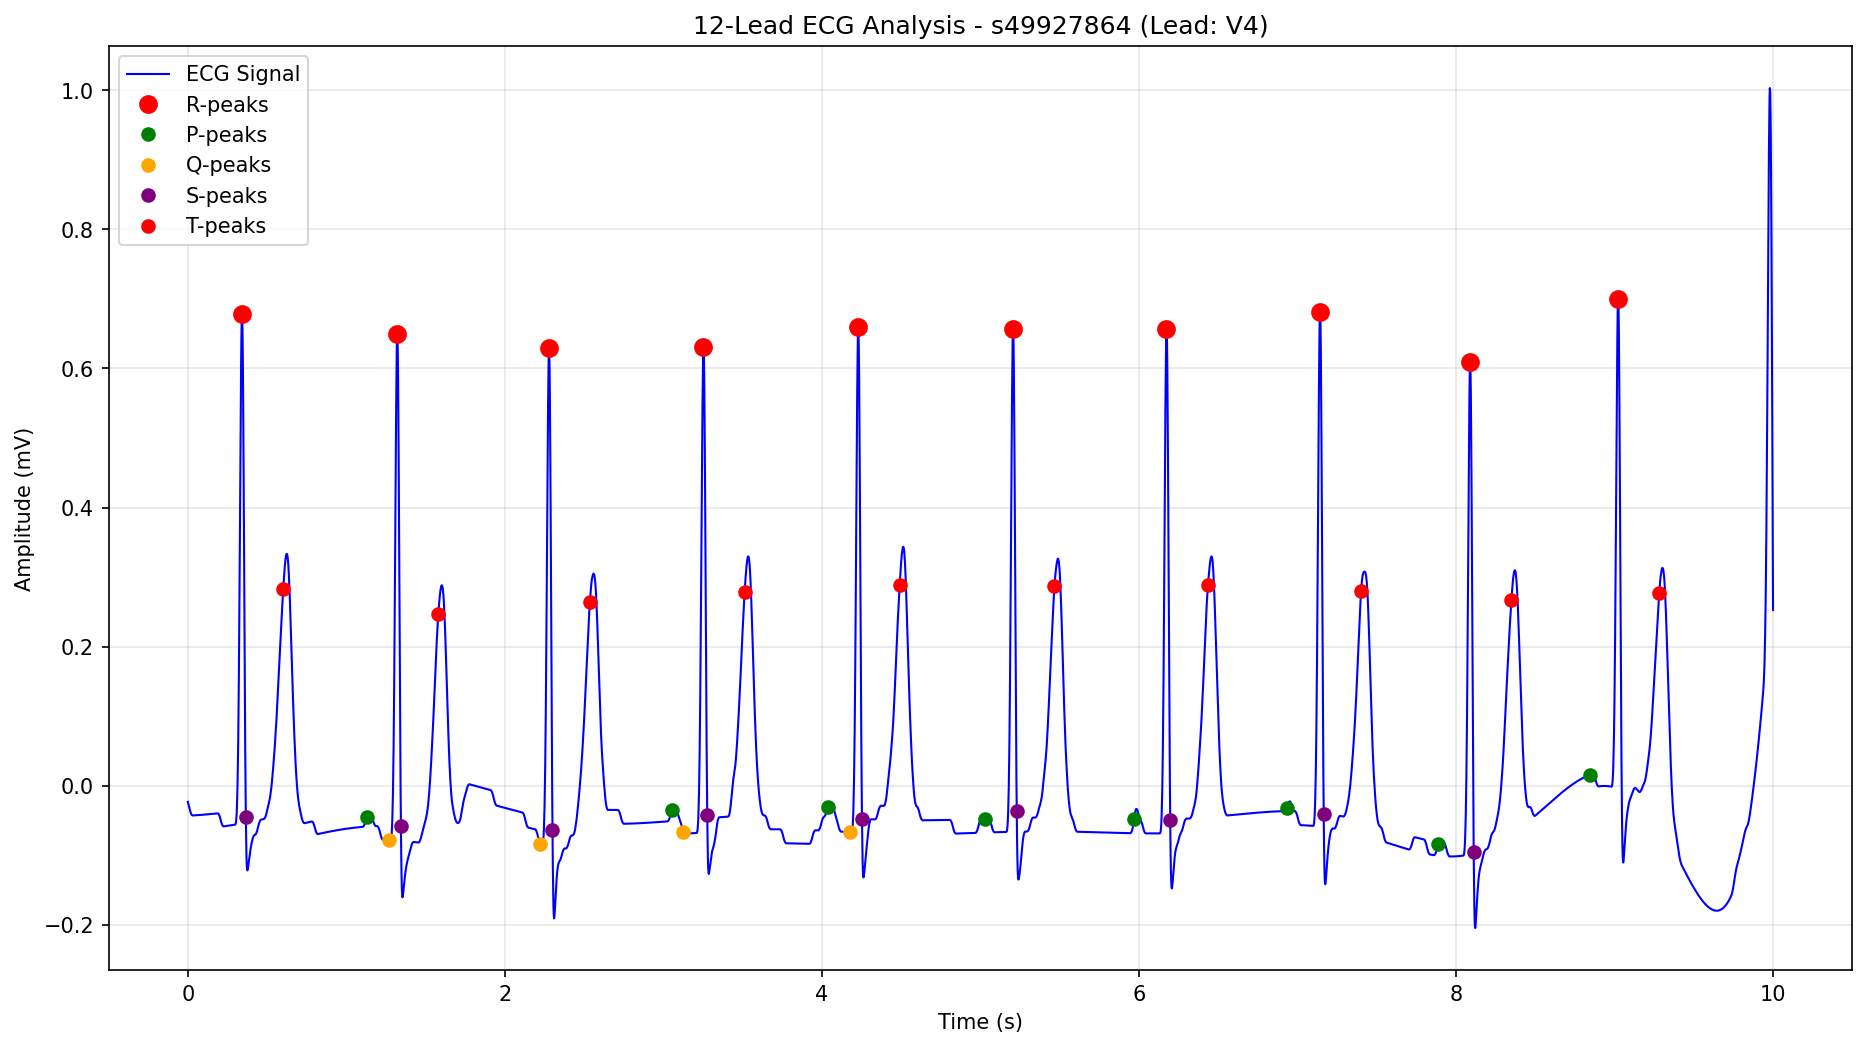 12-Lead ECG Analysis - s49927864 (Lead: V4)
ECG Signal
R-peaks
P-peaks
Q-peaks
S-peaks
T-peaks
Amplitude (mV)
1.0
0.8
0.6
0.4
0.2
0.0
−0.2
0 2 4 6 8 10
Time (s)